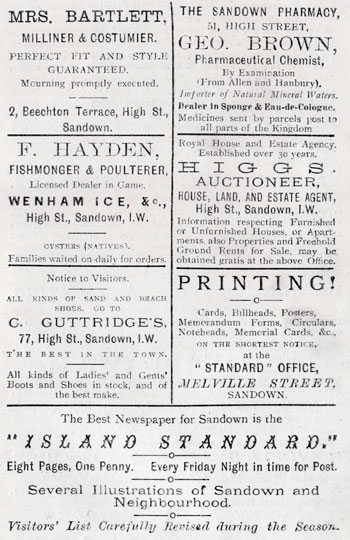 MRS. BARTLETT,
MILLINER & COSTUMIER.
PERFECT FIT AND STYLE
GUARANTEED.
Mourning promptly executed.
2, Beechton Terrace, High St.,
Sandown.
F. HAYDEN,
FISHMONGER & POULTERER,
Licensed Dealer in Game,
WENHAM ICE, &c.,
High St., Sandown, I.W.
OYSTERS (NATIVES).
Families waited on daily for orders.
Notice to Visitors.
ALL KINDS OF SAND AND BEACH
SHOES. GO TO
C. GUTTRIDGE'S,
77, High St., Sandown, I.W.
THE BEST IN THE TOWN.
All kinds of Ladies' and Gents'
Boots and Shoes in stock, and of
the best make.
THE SANDOWN PHARMACY,
51, HIGH STREET,
GEO. BROWN,
Pharmaceutical Chemist,
By Examination
(From Allen and Hanbury).
Importer of Natural Mineral Waters.
Dealer in Sponge & Eau-de-Cologne.
Medicines sent by parcels post to
all parts of the Kingdom
Royal House and Estate Agency.
Established over 30 years.
HIGGS,
AUCTIONEER,
HOUSE, LAND, AND ESTATE AGENT,
High St., Sandown, I.W.
Information respecting Furnished
or Unfurnished Houses, or Apart-
ments, also Properties and Freehold
Ground Rents for Sale, may be
obtained gratis at the above Office.
PRINTING!
Cards, Billheads, Posters,
Memorandum Forms, Circulars,
Noteheads, Memorial Cards, &c.,
ON THE SHORTEST NOTICE,
at the
"STANDARD" OFFICE,
MELVILLE STREET,
SANDOWN.
The Best Newspaper for Sandown is the
"ISLAND STANDARD."
Eight Pages, One Penny. Every Friday Night in time for Post.
Several Illustrations of Sandown and
Neighbourhood.
Visitors' List Carefully Revised during the Season.